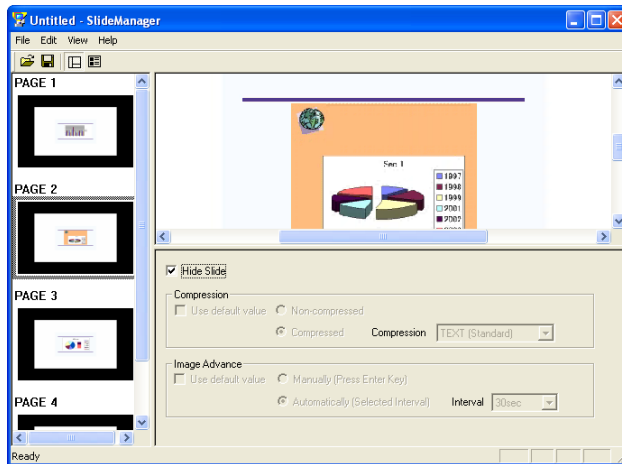 Untitled - SlideManager
File Edit View Help
PAGE 1
PAGE 2
PAGE 3
PAGE 4
Sec 1
1997
1998
1999
2001
2002
Hide Slide
Compression
Use default value Non-compressed
Compressed Compression TEXT (Standard)
Image Advance
Use default value Manually (Press Enter Key)
Automatically (Selected Interval) Interval 30sec
Ready